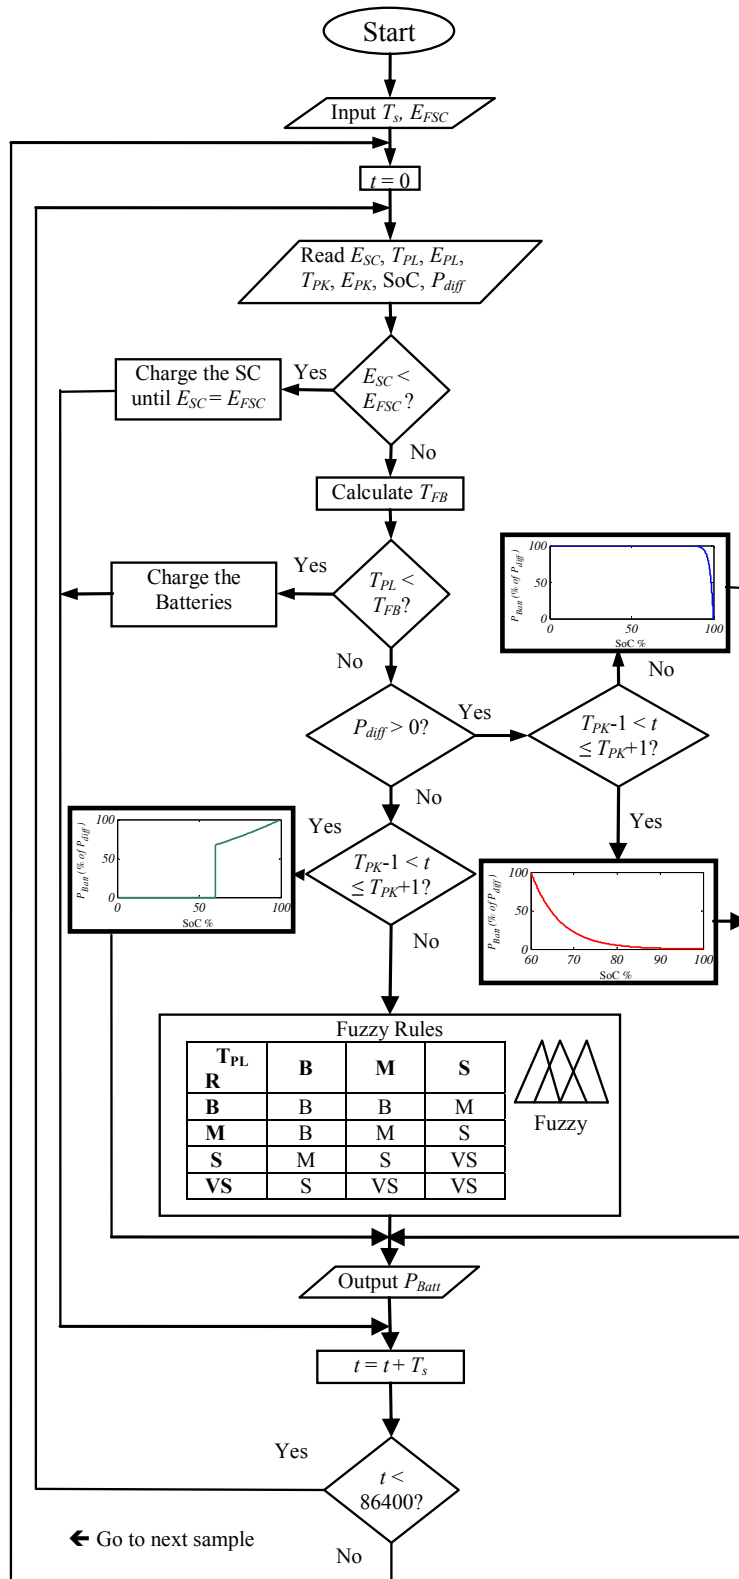 Start
Input T_s, E_FSC
t = 0
Read E_SC, T_PL, E_PL,
T_PK, E_PK, SoC, P_diff
E_SC <
E_FSC?
Yes
Charge the SC
until E_SC = E_FSC
No
Calculate T_FB
T_PL <
T_FB?
Yes
Charge the
Batteries
No
P_diff > 0?
Yes
T_PK-1 < t
≤ T_PK+1?
No
P_Batt (% of P_diff)
100
50
0
0
50
100
SoC %
Yes
P_Batt (% of P_diff)
100
50
0
60
70
80
90
100
SoC %
No
T_PK-1 < t
≤ T_PK+1?
Yes
P_Batt (% of P_diff)
100
50
0
0
50
100
SoC %
No
Fuzzy Rules
T_PL
R
B M S
B B B M
M B M S
S M S VS
VS S VS VS
Fuzzy
Output P_Batt
t = t + T_s
t <
86400?
Yes
← Go to next sample
No